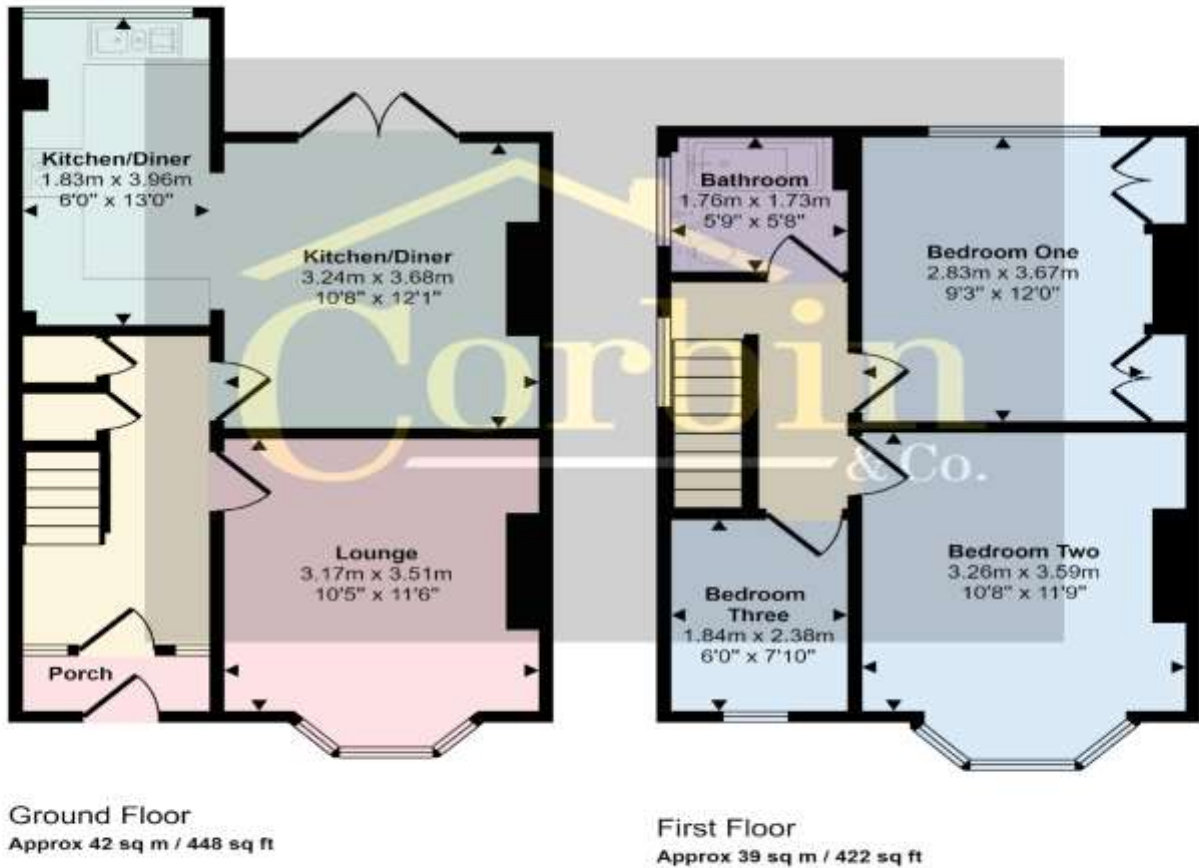 Kitchen/Diner
1.83m x 3.96m
6'0" x 13'0"
Kitchen/Diner
3.24m x 3.68m
10'8" x 12'1"
Lounge
3.17m x 3.51m
10'5" x 11'6"
Porch
Ground Floor
Approx 42 sq m / 448 sq ft
Bathroom
1.76m x 1.73m
5'9" x 5'8"
Bedroom One
2.83m x 3.67m
9'3" x 12'0"
Bedroom Two
3.26m x 3.59m
10'8" x 11'9"
Bedroom
Three
1.84m x 2.38m
6'0" x 7'10"
First Floor
Approx 39 sq m / 422 sq ft
Corbin
& Co.